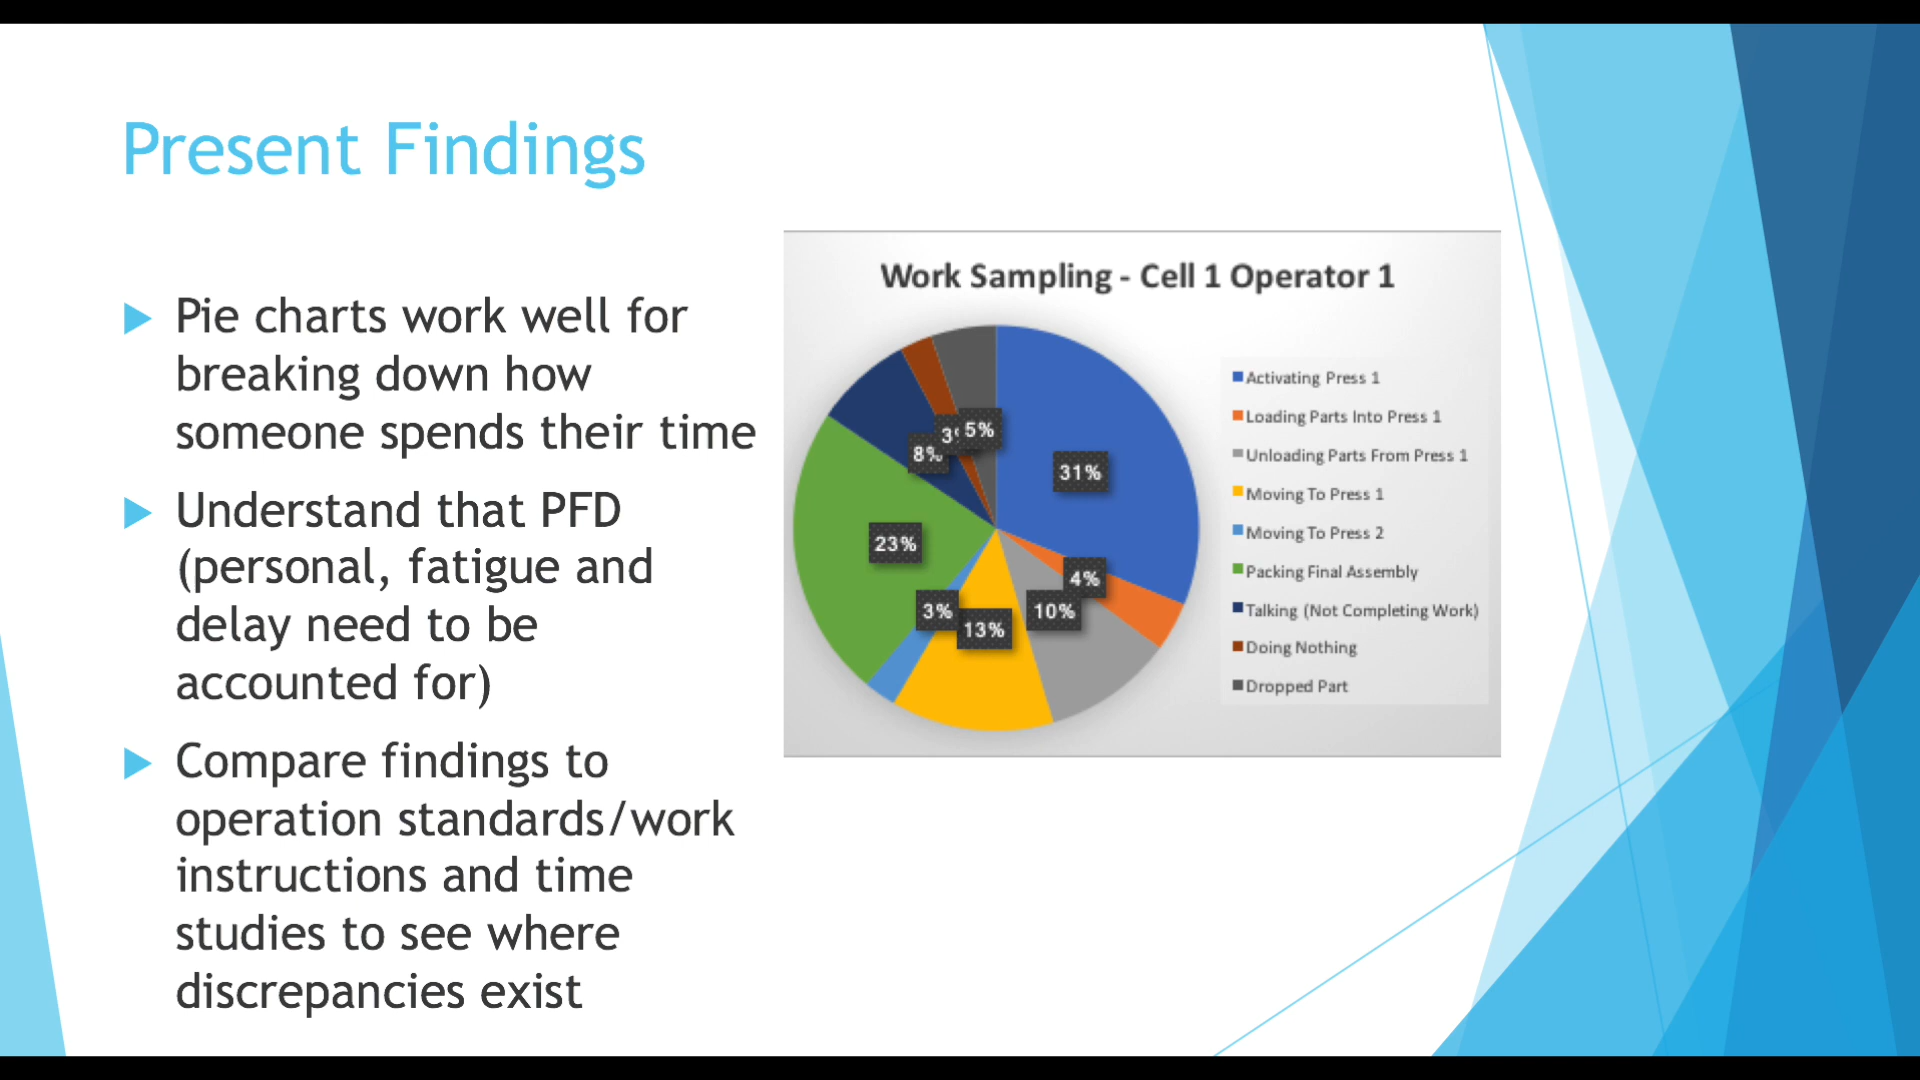 Present Findings
Pie charts work well for
breaking down how
someone spends their time
Understand that PFD
(personal, fatigue and
delay need to be
accounted for)
Compare findings to
operation standards/work
instructions and time
studies to see where
discrepancies exist
Work Sampling - Cell 1 Operator 1
5%
3%
8%
31%
23%
4%
3%
13%
10%
Activating Press 1
Loading Parts Into Press 1
Unloading Parts From Press 1
Moving To Press 1
Moving To Press 2
Packing Final Assembly
Talking (Not Completing Work)
Doing Nothing
Dropped Part